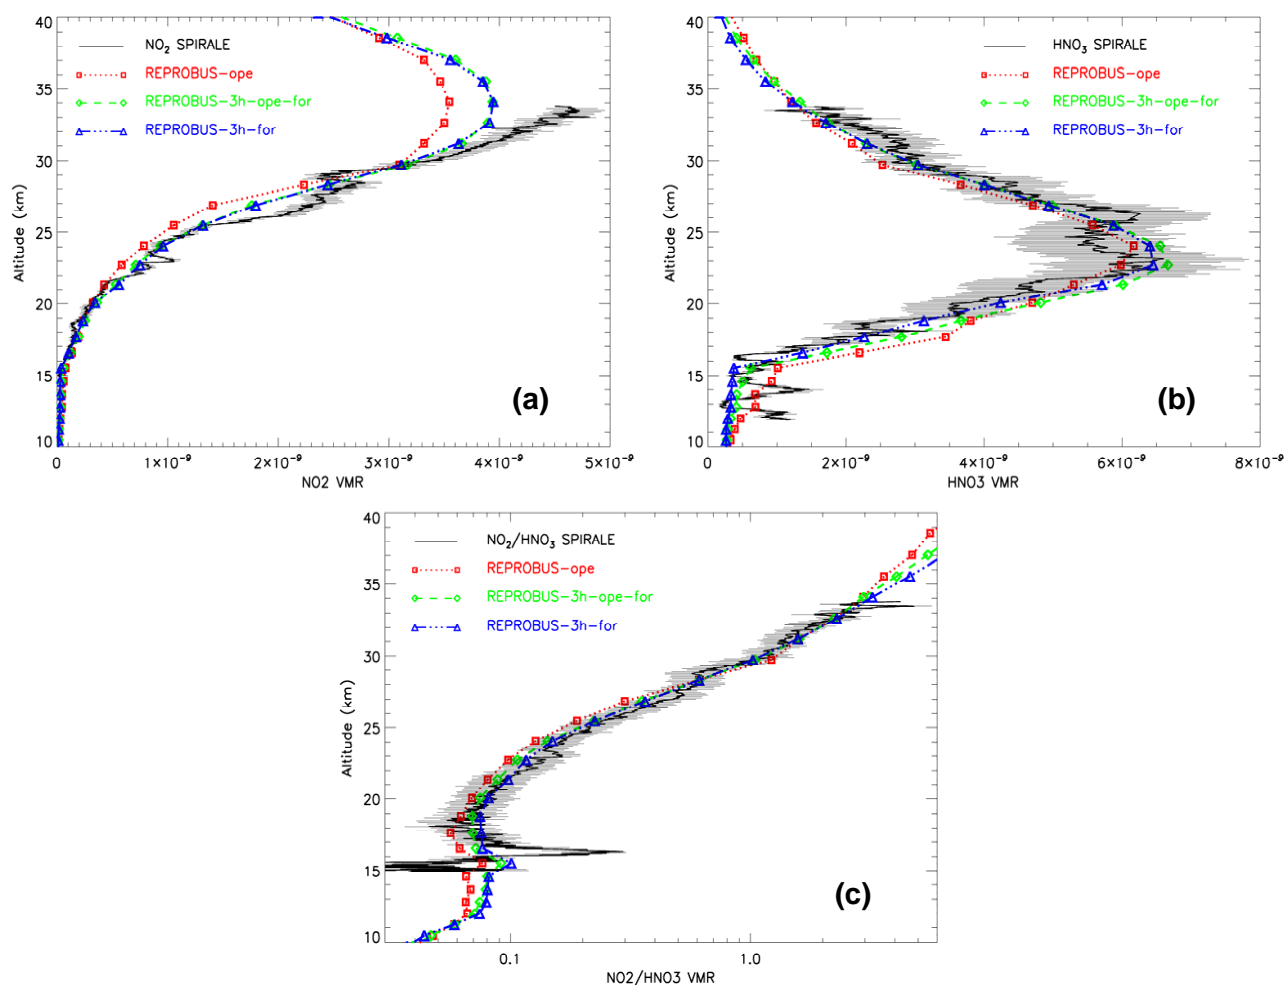 40
35
30
25
20
15
10
Altitude (km)
NO₂ SPIRALE
REPROBUS-ope
REPROBUS-3h-ope-for
REPROBUS-3h-for
(a)
0 1×10⁻⁹ 2×10⁻⁹ 3×10⁻⁹ 4×10⁻⁹ 5×10⁻⁹
NO2 VMR
40
35
30
25
20
15
10
Altitude (km)
HNO₃ SPIRALE
REPROBUS-ope
REPROBUS-3h-ope-for
REPROBUS-3h-for
(b)
0 2×10⁻⁹ 4×10⁻⁹ 6×10⁻⁹ 8×10⁻⁹
HNO3 VMR
40
35
30
25
20
15
10
Altitude (km)
NO₂/HNO₃ SPIRALE
REPROBUS-ope
REPROBUS-3h-ope-for
REPROBUS-3h-for
(c)
0.1 1.0
NO2/HNO3 VMR